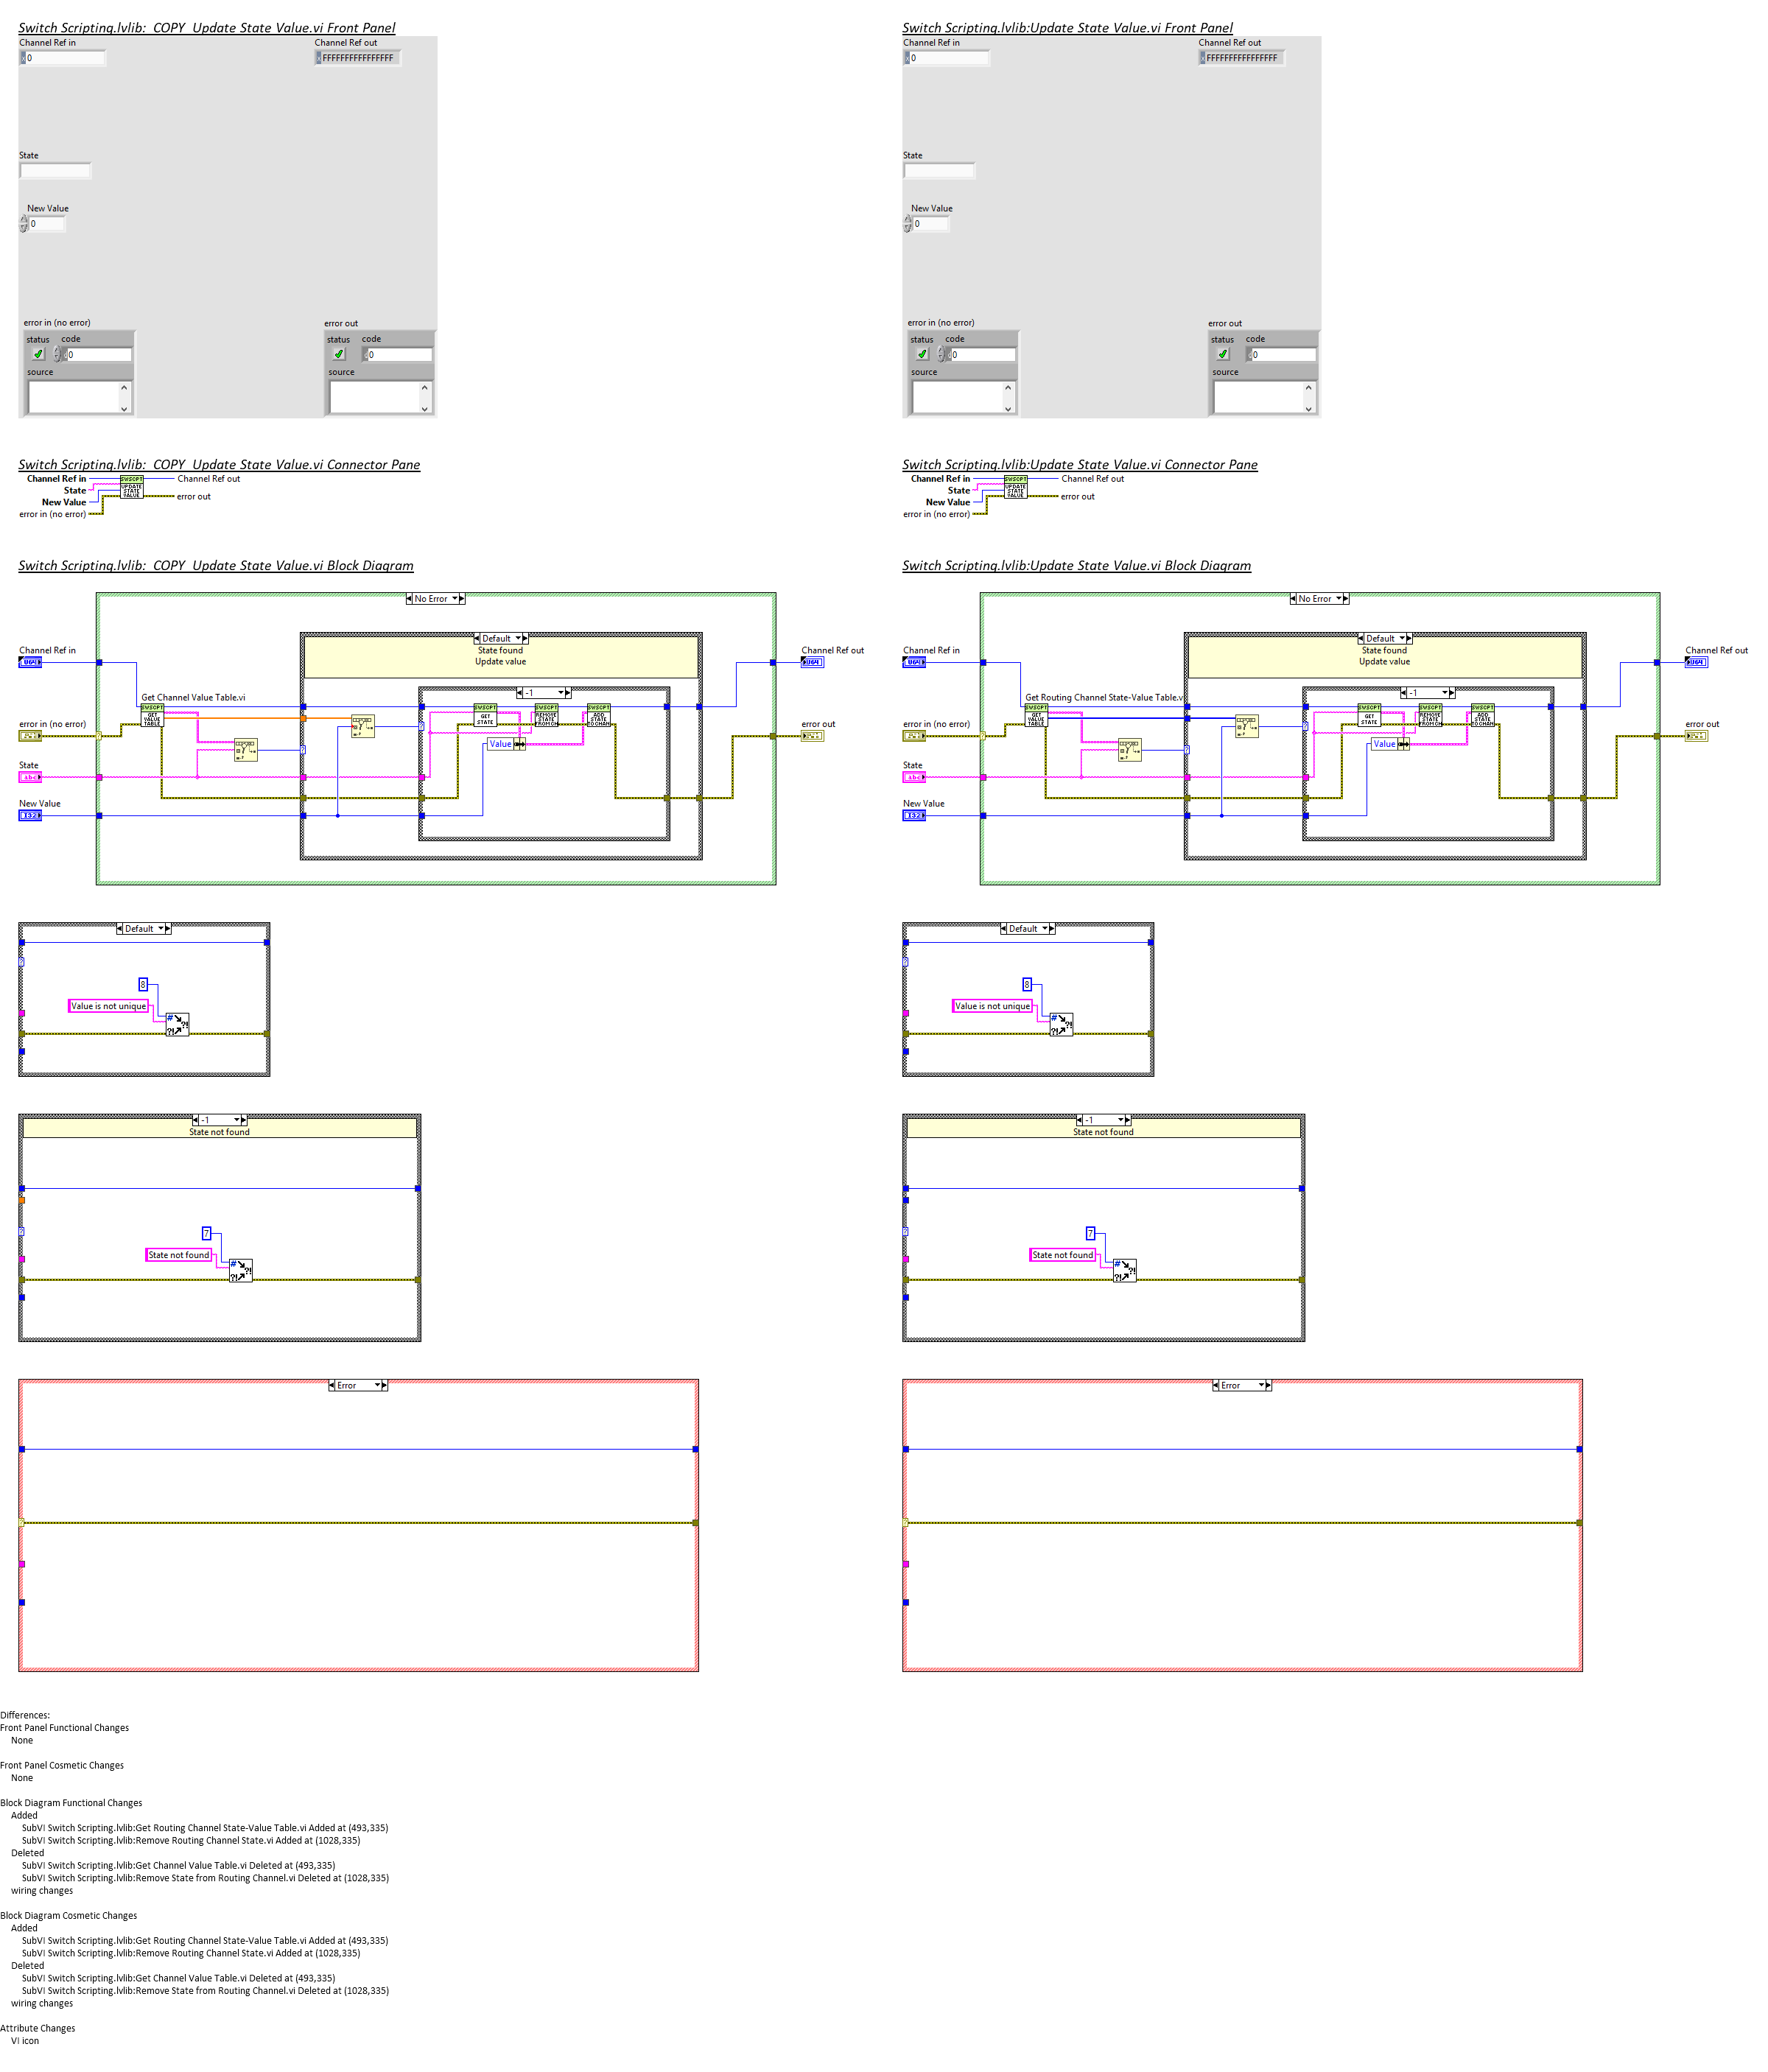 Switch Scripting.lvlib:  COPY  Update State Value.vi Front Panel
Channel Ref in
Channel Ref out
x 0
x FFFFFFFFFFFFFFFF
State
New Value
0
error in (no error)
error out
status
code
d 0
source
status
code
d 0
source
Switch Scripting.lvlib:  COPY  Update State Value.vi Connector Pane
Channel Ref in
SWSCPT
UPDATE
STATE
VALUE
Channel Ref out
State
New Value
error out
error in (no error)
Switch Scripting.lvlib:  COPY  Update State Value.vi Block Diagram
No Error
Default
State found
Update value
Channel Ref in
U64
Channel Ref out
U64
-1
Get Channel Value Table.vi
SWSCPT
GET
VALUE
TABLE
SWSCPT
GET
STATE
SWSCPT
REMOVE
STATE
FROMCH
SWSCPT
ADD
STATE
TOCHAN
error in (no error)
error out
Value
State
abc
New Value
I32
Default
8
Value is not unique
-1
State not found
7
State not found
Error
Switch Scripting.lvlib:Update State Value.vi Front Panel
Channel Ref in
Channel Ref out
x 0
x FFFFFFFFFFFFFFFF
State
New Value
0
error in (no error)
error out
status
code
d 0
source
status
code
d 0
source
Switch Scripting.lvlib:Update State Value.vi Connector Pane
Channel Ref in
SWSCPT
UPDATE
STATE
VALUE
Channel Ref out
State
New Value
error out
error in (no error)
Switch Scripting.lvlib:Update State Value.vi Block Diagram
No Error
Default
State found
Update value
Channel Ref in
U64
Channel Ref out
U64
-1
Get Routing Channel State-Value Table.v
SWSCPT
GET
VALUE
TABLE
SWSCPT
GET
STATE
SWSCPT
REMOVE
STATE
FROMCH
SWSCPT
ADD
STATE
TOCHAN
error in (no error)
error out
Value
State
abc
New Value
I32
Default
8
Value is not unique
-1
State not found
7
State not found
Error
Differences:
Front Panel Functional Changes
None
Front Panel Cosmetic Changes
None
Block Diagram Functional Changes
Added
SubVI Switch Scripting.lvlib:Get Routing Channel State-Value Table.vi Added at (493,335)
SubVI Switch Scripting.lvlib:Remove Routing Channel State.vi Added at (1028,335)
Deleted
SubVI Switch Scripting.lvlib:Get Channel Value Table.vi Deleted at (493,335)
SubVI Switch Scripting.lvlib:Remove State from Routing Channel.vi Deleted at (1028,335)
wiring changes
Block Diagram Cosmetic Changes
Added
SubVI Switch Scripting.lvlib:Get Routing Channel State-Value Table.vi Added at (493,335)
SubVI Switch Scripting.lvlib:Remove Routing Channel State.vi Added at (1028,335)
Deleted
SubVI Switch Scripting.lvlib:Get Channel Value Table.vi Deleted at (493,335)
SubVI Switch Scripting.lvlib:Remove State from Routing Channel.vi Deleted at (1028,335)
wiring changes
Attribute Changes
VI icon